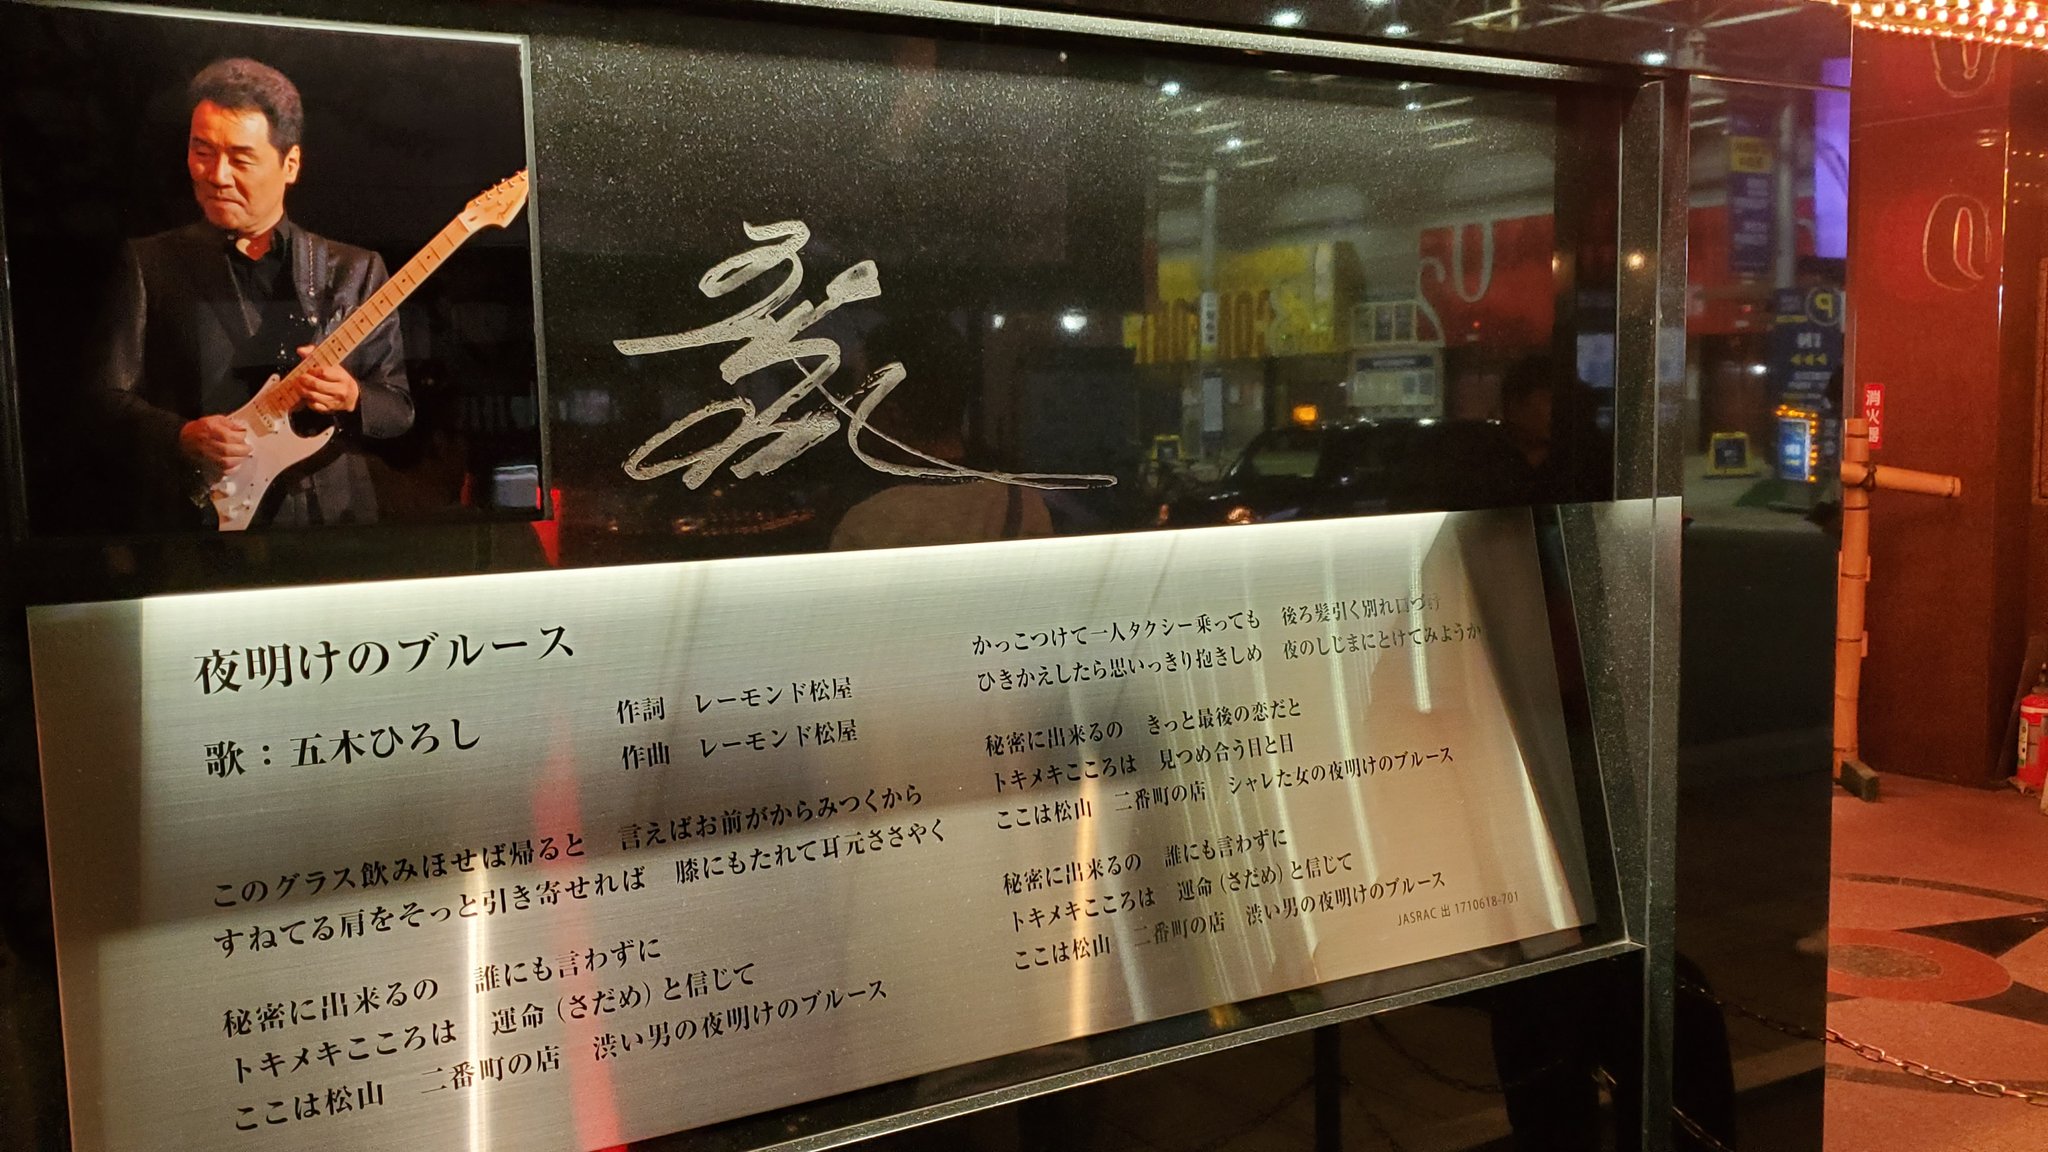 夜明けのブルース
歌：五木ひろし
作詞　レーモンド松屋
作曲　レーモンド松屋
このグラス飲みほせば帰ると　言えばお前がからみつくから
すねてる肩をそっと引き寄せれば　膝にもたれて耳元ささやく
秘密に出来るの　誰にも言わずに
トキメキこころは　運命（さだめ）と信じて
ここは松山　二番町の店　渋い男の夜明けのブルース
かっこつけて一人タクシー乗っても　後ろ髪引く別れ口づけ
ひきかえしたら思いっきり抱きしめ　夜のしじまにとけてみようか
秘密に出来るの　きっと最後の恋だと
トキメキこころは　見つめ合う目と目
ここは松山　二番町の店　シャレた女の夜明けのブルース
秘密に出来るの　誰にも言わずに
トキメキこころは　運命（さだめ）と信じて
ここは松山　二番町の店　渋い男の夜明けのブルース
JASRAC 出 1710618-701
消火器